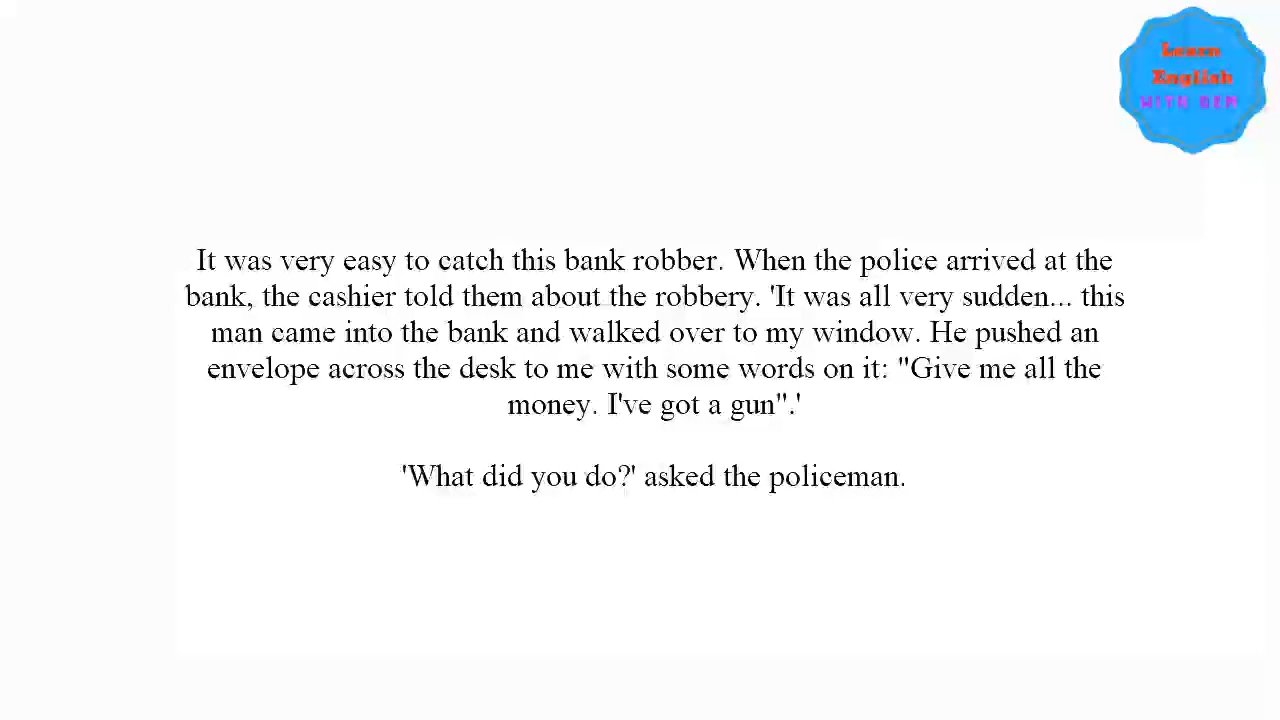 Learn
English
WITH BEN
It was very easy to catch this bank robber. When the police arrived at the
bank, the cashier told them about the robbery. 'It was all very sudden... this
man came into the bank and walked over to my window. He pushed an
envelope across the desk to me with some words on it: "Give me all the
money. I've got a gun".'
'What did you do?' asked the policeman.